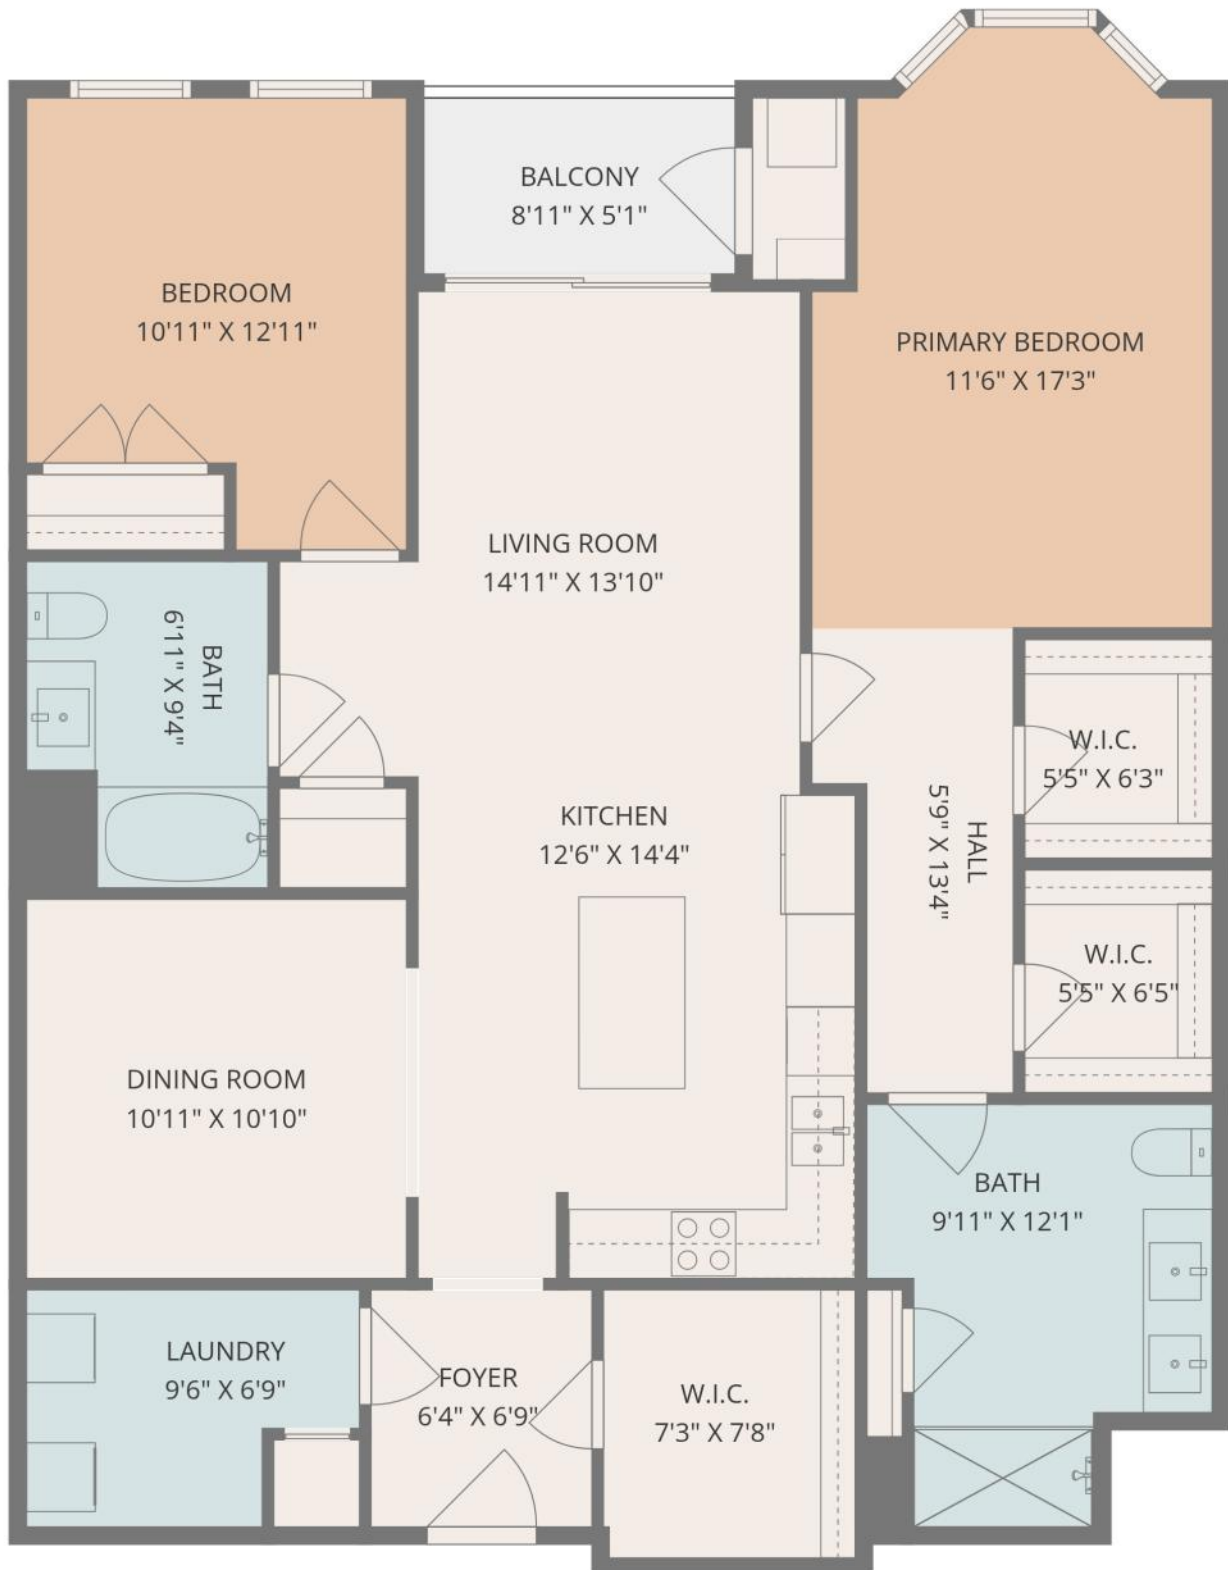 BALCONY
8'11" X 5'1"
BEDROOM
10'11" X 12'11"
PRIMARY BEDROOM
11'6" X 17'3"
LIVING ROOM
14'11" X 13'10"
BATH
6'11" X 9'4"
W.I.C.
5'5" X 6'3"
KITCHEN
12'6" X 14'4"
HALL
5'9" X 13'4"
W.I.C.
5'5" X 6'5"
DINING ROOM
10'11" X 10'10"
BATH
9'11" X 12'1"
LAUNDRY
9'6" X 6'9"
FOYER
6'4" X 6'9"
W.I.C.
7'3" X 7'8"